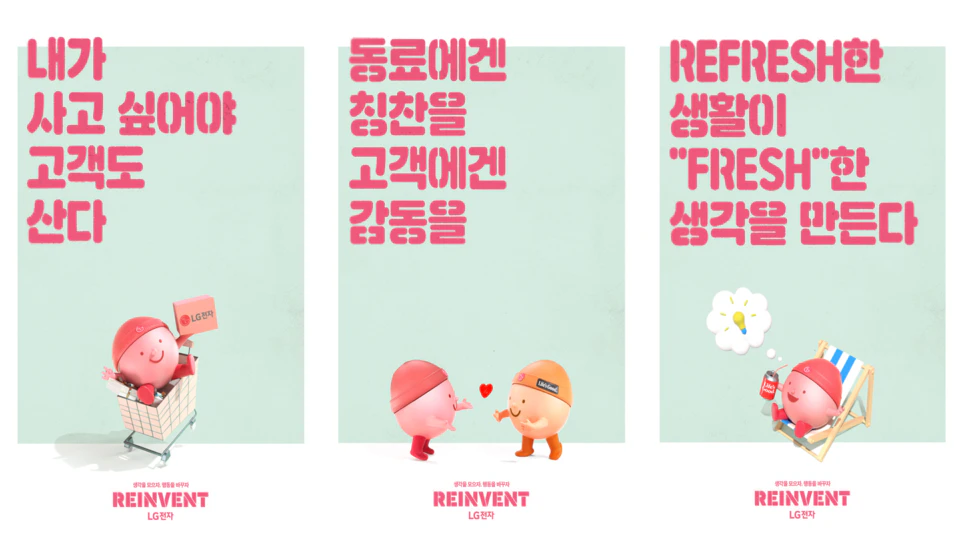 내가
사고 싶어야
고객도
산다
LG전자
생각을 모으자, 행동을 바꾸자
REINVENT
LG전자
동료에겐
칭찬을
고객에겐
감동을
Life's Good.
생각을 모으자, 행동을 바꾸자
REINVENT
LG전자
REFRESH한
생활이
"FRESH"한
생각을 만든다
생각을 모으자, 행동을 바꾸자
REINVENT
LG전자